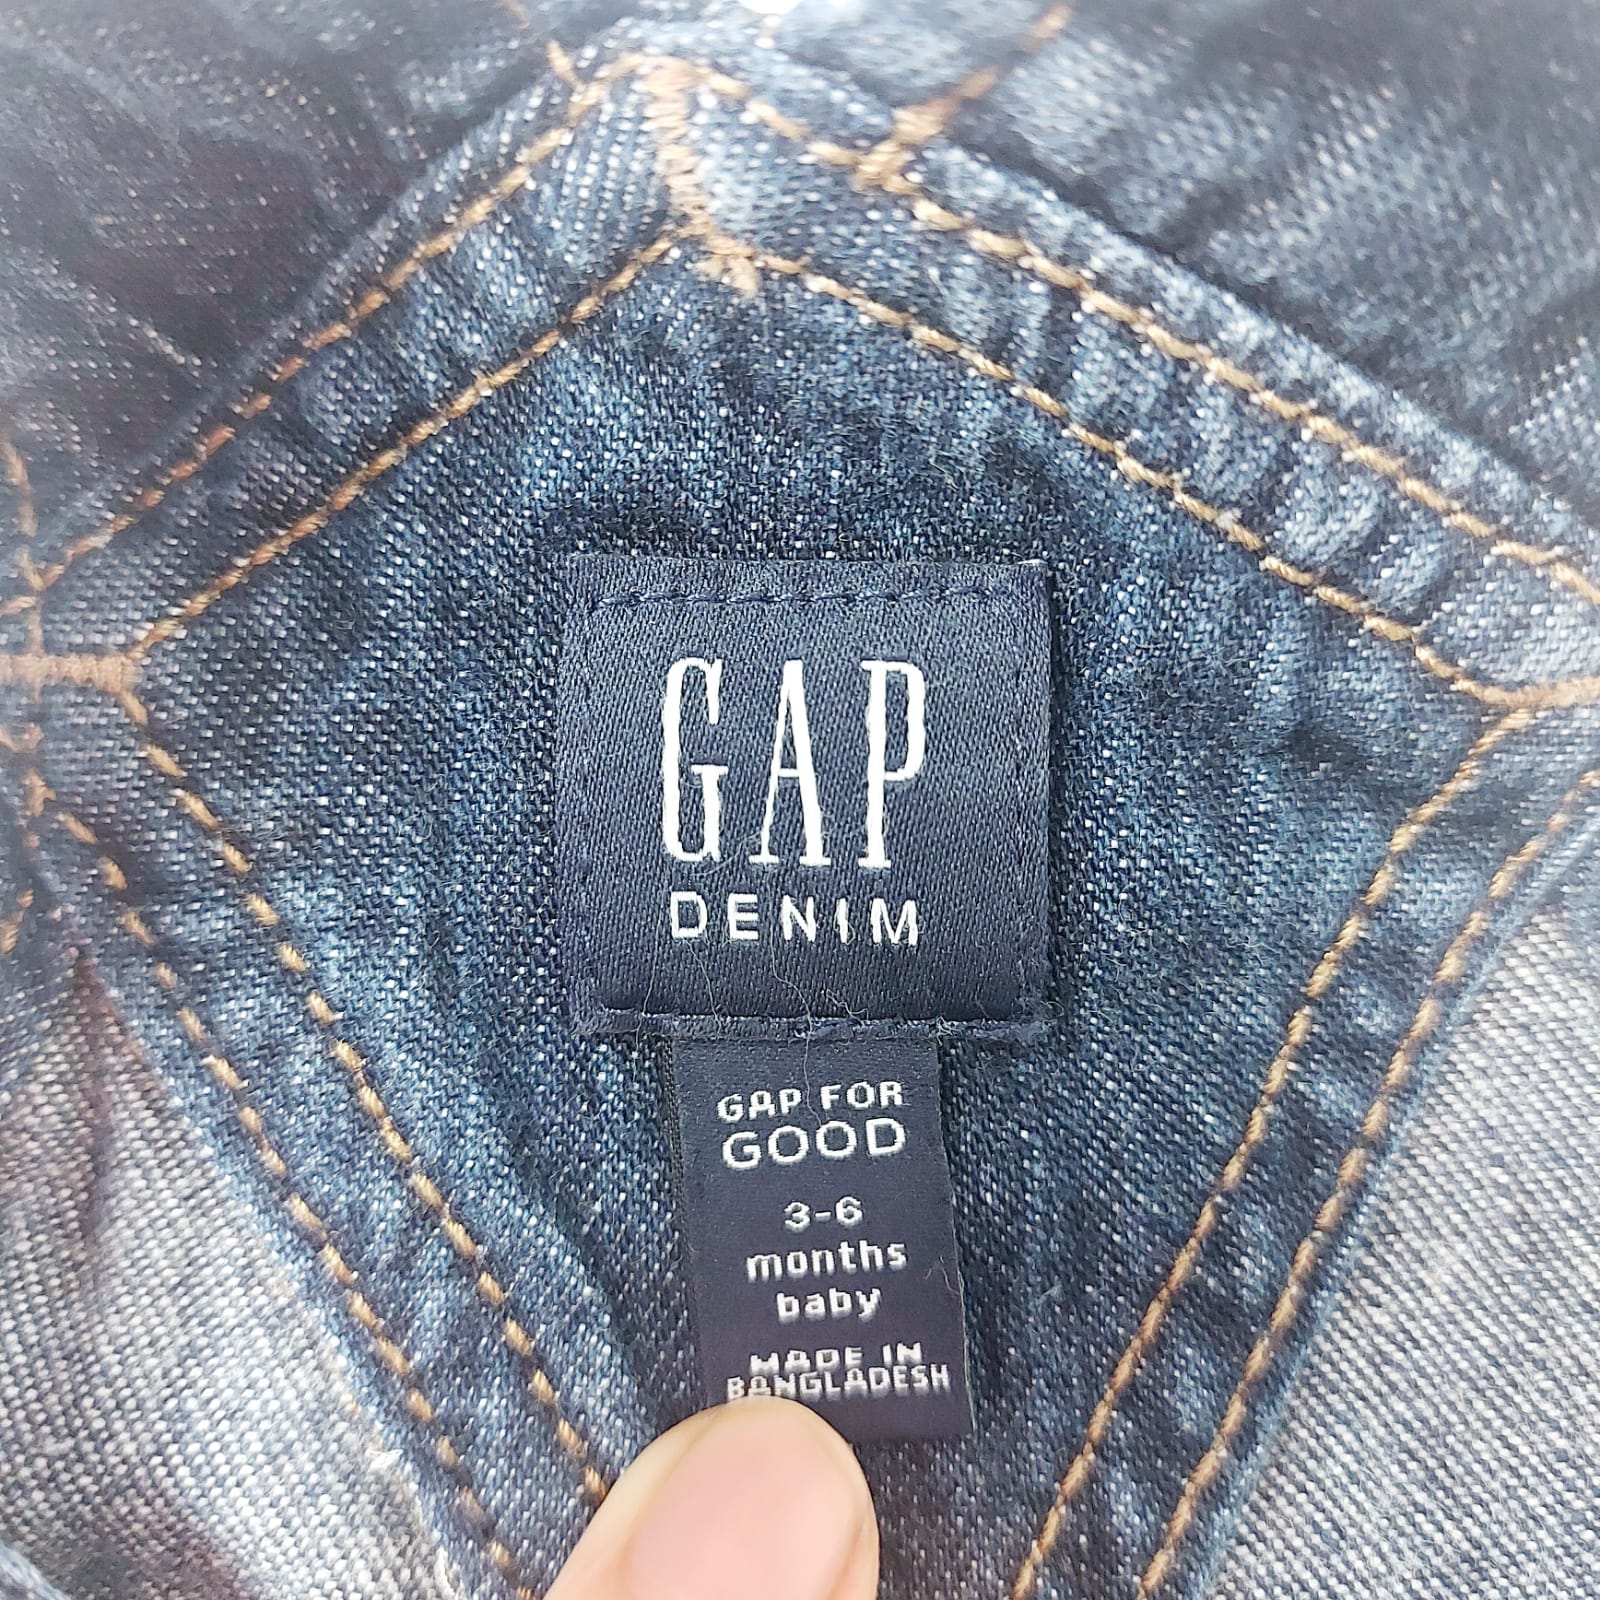 GAP
DENIM
GAP FOR
GOOD
3-6
months
baby
MADE IN
BANGLADESH